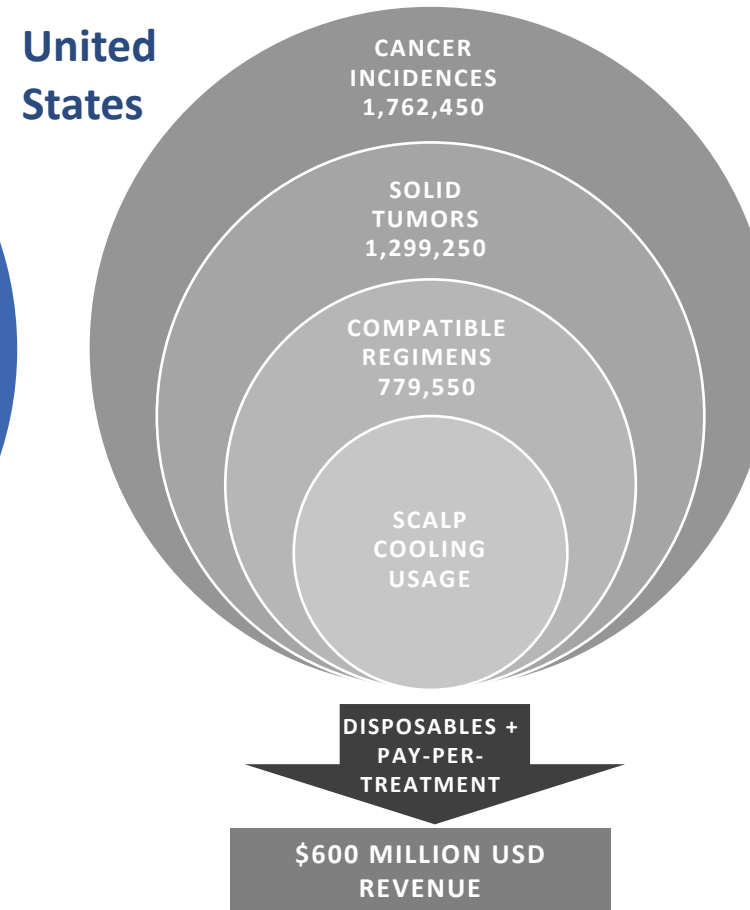 United
States
CANCER
INCIDENCES
1,762,450
SOLID
TUMORS
1,299,250
COMPATIBLE
REGIMENS
779,550
SCALP
COOLING
USAGE
DISPOSABLES +
PAY-PER-
TREATMENT
$600 MILLION USD
REVENUE